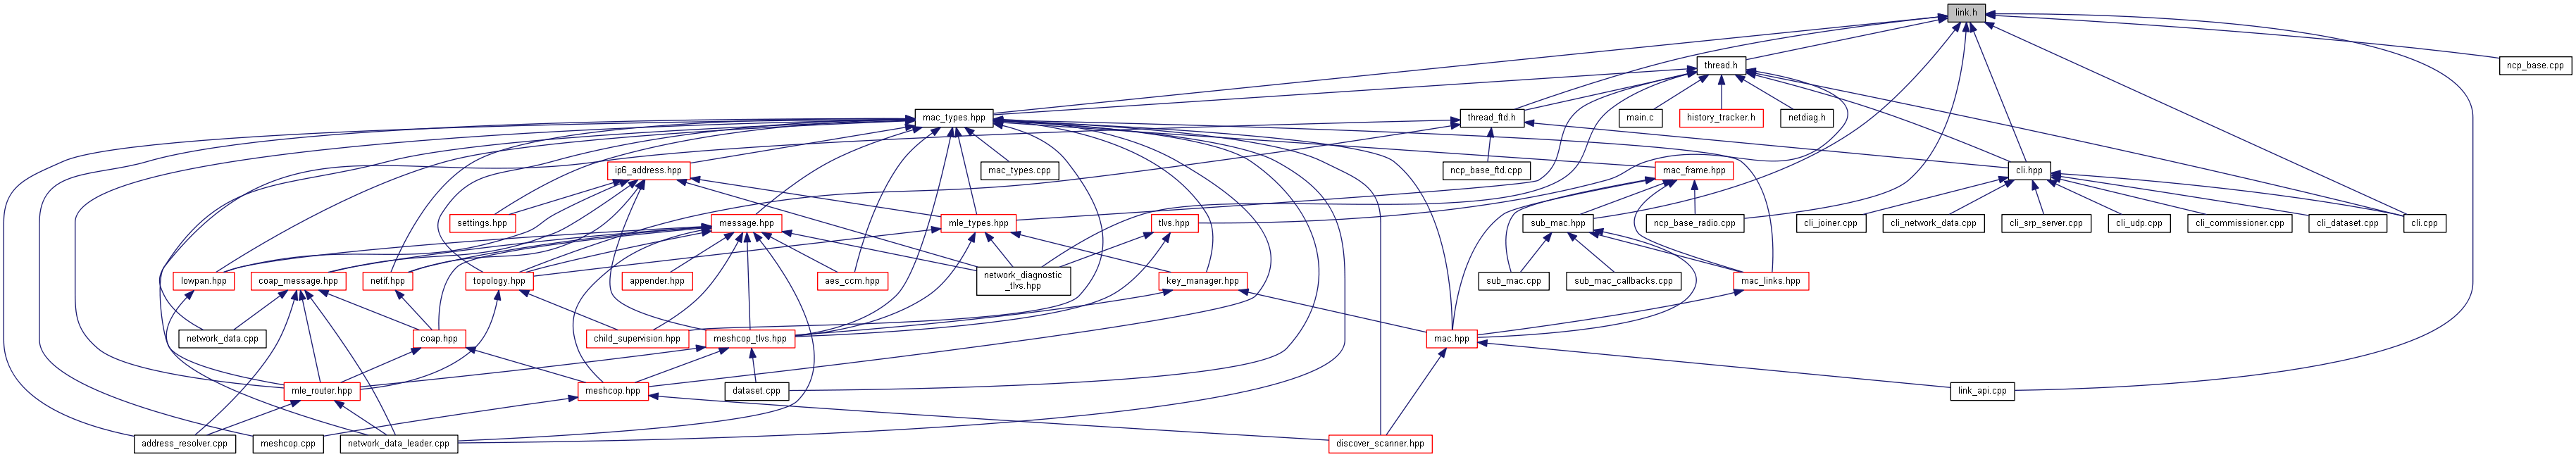 link.h
thread.h
ncp_base.cpp
mac_types.hpp
thread_ftd.h
main.c
history_tracker.h
netdiag.h
ip6_address.hpp
mac_types.cpp
ncp_base_ftd.cpp
mac_frame.hpp
cli.hpp
settings.hpp
message.hpp
mle_types.hpp
tlvs.hpp
ncp_base_radio.cpp
sub_mac.hpp
cli_joiner.cpp
cli_network_data.cpp
cli_srp_server.cpp
cli_udp.cpp
cli_commissioner.cpp
cli_dataset.cpp
cli.cpp
lowpan.hpp
coap_message.hpp
netif.hpp
topology.hpp
appender.hpp
aes_ccm.hpp
network_diagnostic
_tlvs.hpp
key_manager.hpp
sub_mac.cpp
sub_mac_callbacks.cpp
mac_links.hpp
network_data.cpp
coap.hpp
child_supervision.hpp
meshcop_tlvs.hpp
mac.hpp
mle_router.hpp
meshcop.hpp
dataset.cpp
link_api.cpp
address_resolver.cpp
meshcop.cpp
network_data_leader.cpp
discover_scanner.hpp